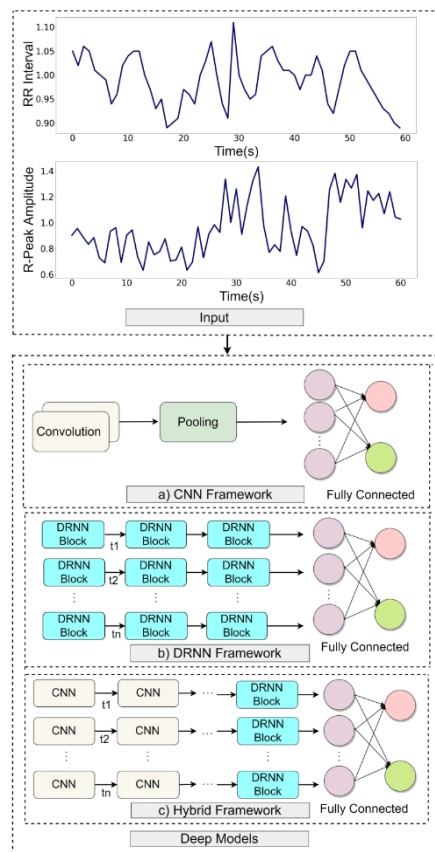 RR Interval
1.10
1.05
1.00
0.95
0.90
0 10 20 30 40 50 60
Time(s)
R-Peak Amplitude
1.4
1.2
1.0
0.8
0.6
0 10 20 30 40 50 60
Time(s)
Input
Convolution
Pooling
a) CNN Framework
Fully Connected
DRNN
Block
t1
DRNN
Block
DRNN
Block
DRNN
Block
t2
DRNN
Block
DRNN
Block
DRNN
Block
tn
DRNN
Block
DRNN
Block
b) DRNN Framework
Fully Connected
CNN
t1
CNN
...
DRNN
Block
CNN
t2
CNN
...
DRNN
Block
CNN
tn
CNN
...
DRNN
Block
c) Hybrid Framework
Fully Connected
Deep Models